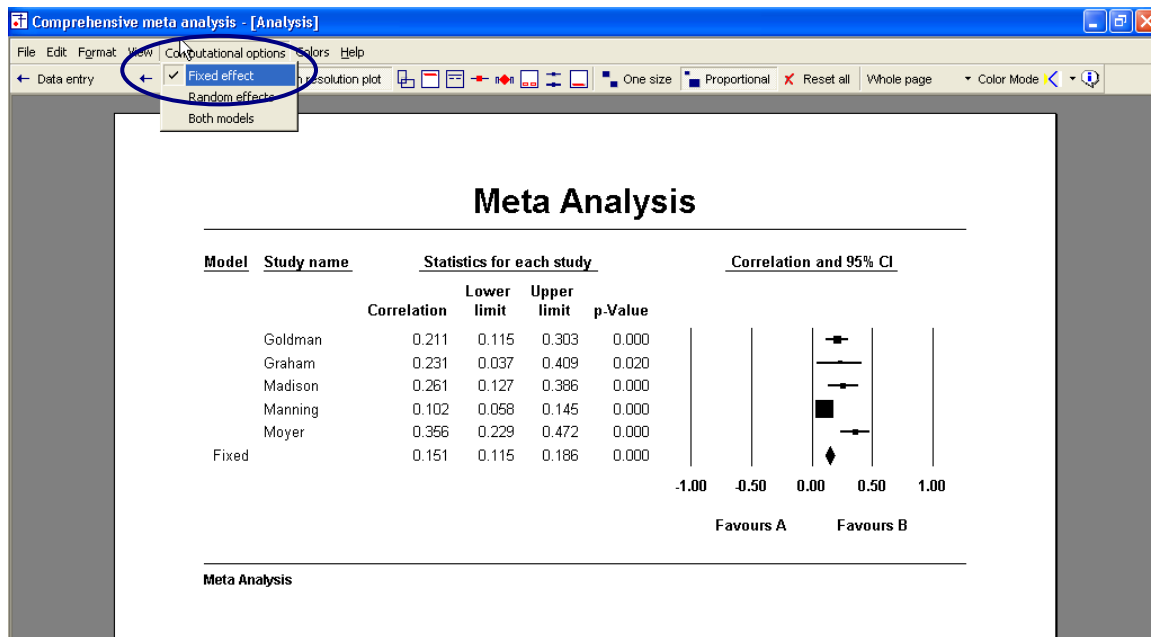 Comprehensive meta analysis - [Analysis]
File Edit Format View Computational options Colors Help
← Data entry ← resolution plot One size Proportional Reset all Whole page Color Mode
Fixed effect
Random effects
Both models
Meta Analysis
Model Study name Statistics for each study Correlation and 95% CI
Lower Upper
Correlation limit limit p-Value
Goldman 0.211 0.115 0.303 0.000
Graham 0.231 0.037 0.409 0.020
Madison 0.261 0.127 0.386 0.000
Manning 0.102 0.058 0.145 0.000
Moyer 0.356 0.229 0.472 0.000
Fixed 0.151 0.115 0.186 0.000
-1.00 -0.50 0.00 0.50 1.00
Favours A Favours B
Meta Analysis